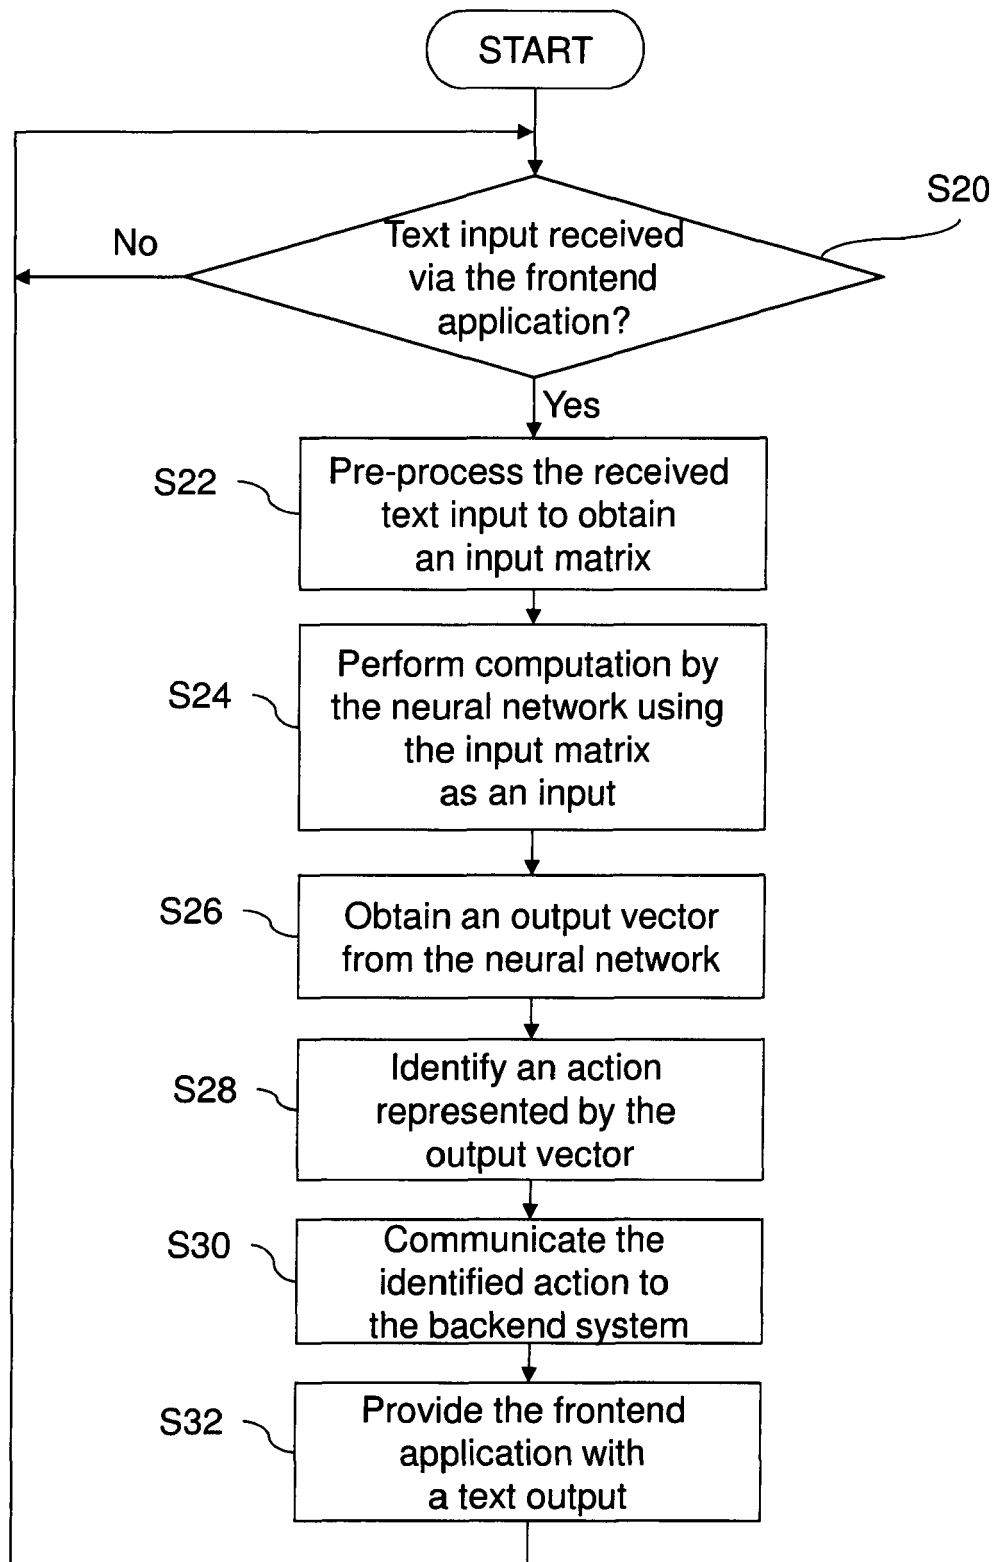 START
S20
Text input received
via the frontend
application?
No
Yes
S22
Pre-process the received
text input to obtain
an input matrix
S24
Perform computation by
the neural network using
the input matrix
as an input
S26
Obtain an output vector
from the neural network
S28
Identify an action
represented by the
output vector
S30
Communicate the
identified action to
the backend system
S32
Provide the frontend
application with
a text output